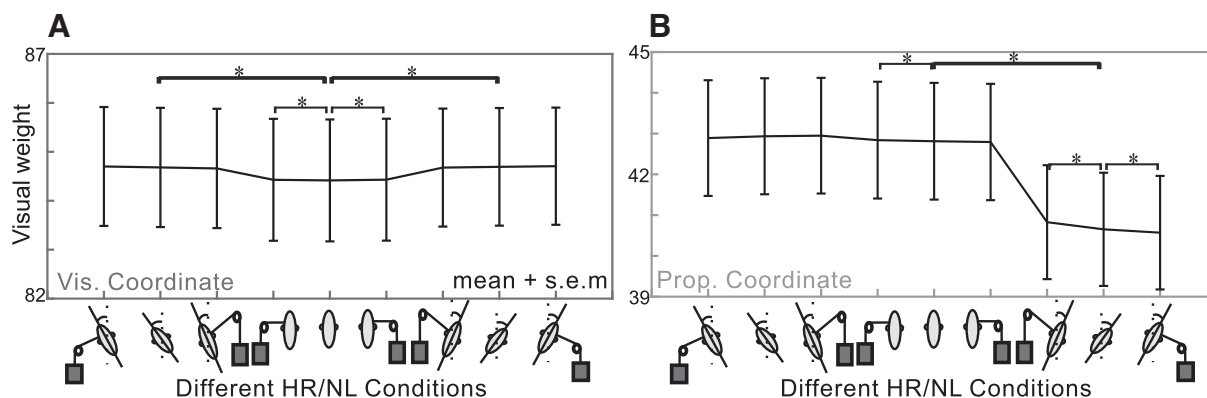 A
87
* *
* *
Visual weight
Vis. Coordinate
mean + s.e.m
82
Different HR/NL Conditions
B
45
* *
42
* *
Prop. Coordinate
39
Different HR/NL Conditions